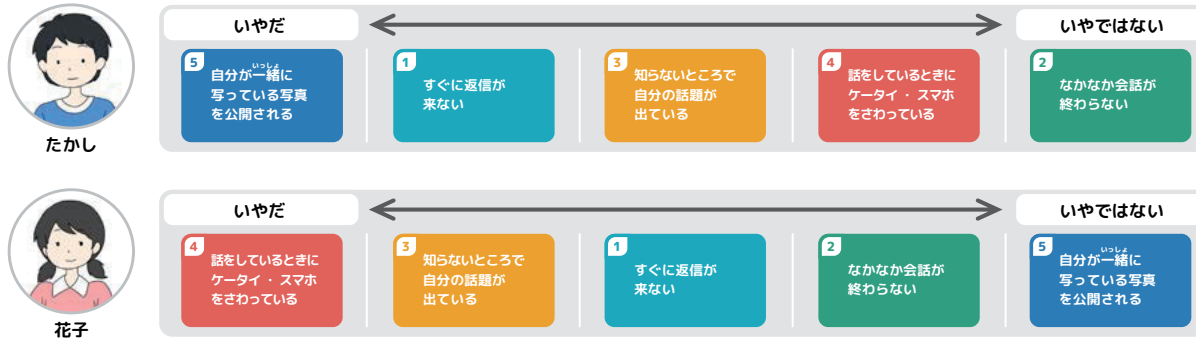 いやだ
いやではない
5
いっしょ
自分が一緒に
写っている写真
を公開される
1
すぐに返信が
来ない
3
知らないところで
自分の話題が
出ている
4
話をしているときに
ケータイ・スマホ
をさわっている
2
なかなか会話が
終わらない
たかし
いやだ
いやではない
4
話をしているときに
ケータイ・スマホ
をさわっている
3
知らないところで
自分の話題が
出ている
1
すぐに返信が
来ない
2
なかなか会話が
終わらない
5
いっしょ
自分が一緒に
写っている写真
を公開される
花子